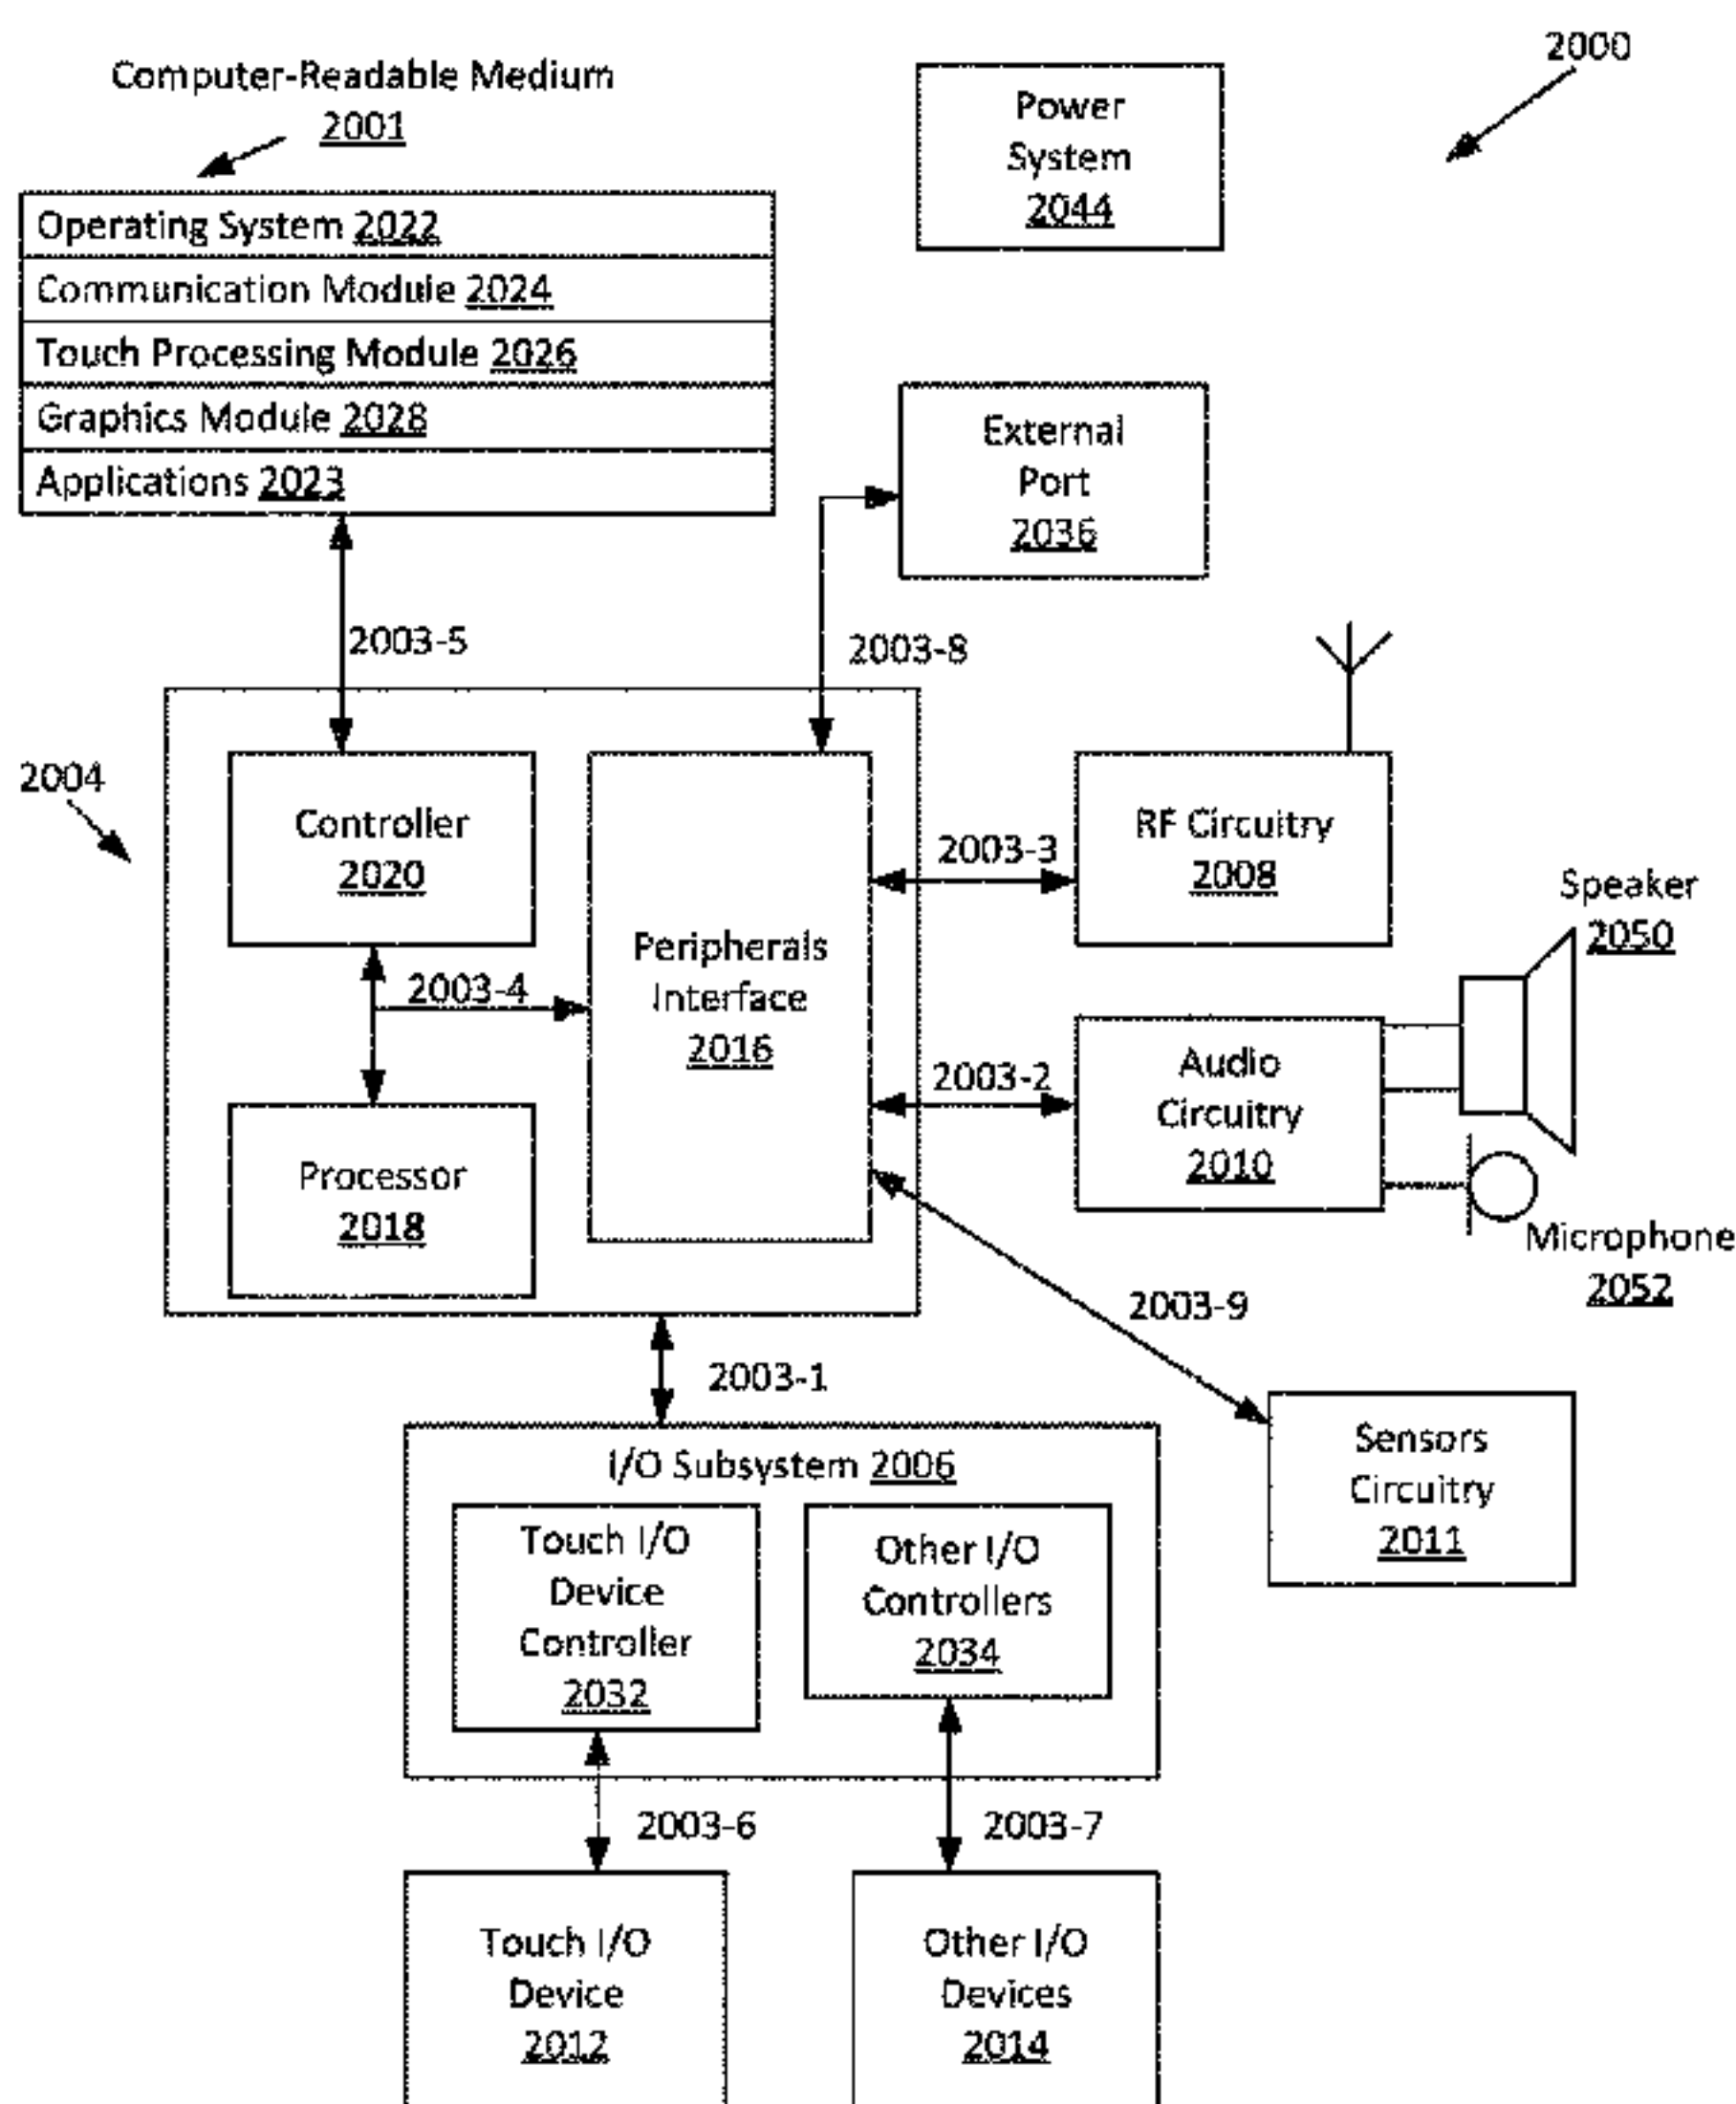 2000
Computer-Readable Medium
2001
Power
System
2044
Operating System 2022
Communication Module 2024
Touch Processing Module 2026
Graphics Module 2028
Applications 2023
External
Port
2036
2003-5
2003-8
2004
Controller
2020
RF Circuitry
2008
2003-3
Speaker
2050
Peripherals
Interface
2016
2003-4
2003-2
Audio
Circuitry
2010
Processor
2018
Microphone
2052
2003-9
2003-1
Sensors
Circuitry
2011
I/O Subsystem 2006
Touch I/O
Device
Controller
2032
Other I/O
Controllers
2034
2003-6
2003-7
Touch I/O
Device
2012
Other I/O
Devices
2014